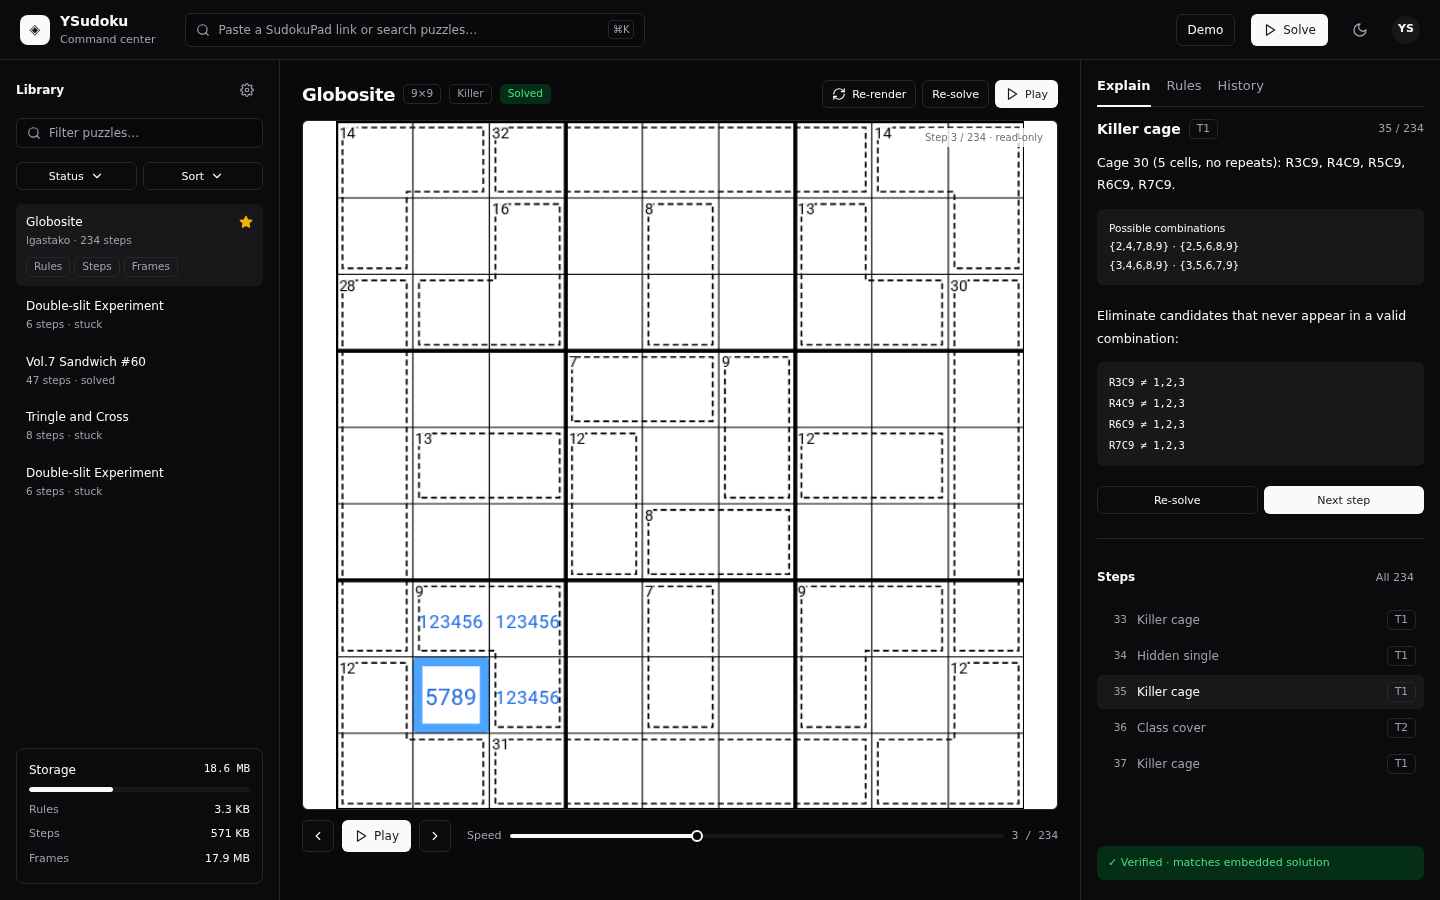 YSudoku
Command center
Paste a SudokuPad link or search puzzles...
⌘K
Demo
Solve
YS
Library
Filter puzzles...
Status
Sort
Globosite
lgastako · 234 steps
Rules
Steps
Frames
Double-slit Experiment
6 steps · stuck
Vol.7 Sandwich #60
47 steps · solved
Tringle and Cross
8 steps · stuck
Double-slit Experiment
6 steps · stuck
Storage
18.6 MB
Rules
3.3 KB
Steps
571 KB
Frames
17.9 MB
Globosite
9×9
Killer
Solved
Re-render
Re-solve
Play
Step 3 / 234 · read-only
14 32 14
16 8 13
28 30
7 9
13 12 12
8
9 7 9
123456 123456
12 12
5789 123456
31
Play
Speed
3 / 234
Explain
Rules
History
Killer cage
T1
35 / 234
Cage 30 (5 cells, no repeats): R3C9, R4C9, R5C9,
R6C9, R7C9.
Possible combinations
{2,4,7,8,9} · {2,5,6,8,9}
{3,4,6,8,9} · {3,5,6,7,9}
Eliminate candidates that never appear in a valid
combination:
R3C9 ≠ 1,2,3
R4C9 ≠ 1,2,3
R6C9 ≠ 1,2,3
R7C9 ≠ 1,2,3
Re-solve
Next step
Steps
All 234
33 Killer cage T1
34 Hidden single T1
35 Killer cage T1
36 Class cover T2
37 Killer cage T1
✓ Verified · matches embedded solution